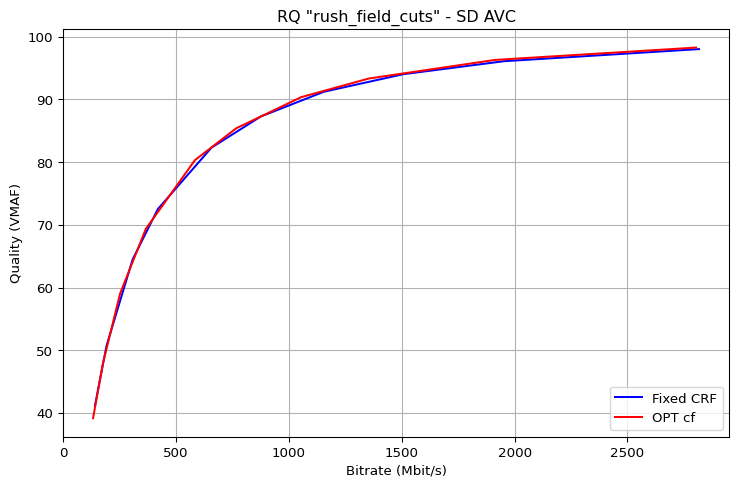 RQ "rush_field_cuts" - SD AVC
100
90
80
70
60
50
40
Quality (VMAF)
0 500 1000 1500 2000 2500
Bitrate (Mbit/s)
Fixed CRF
OPT cf